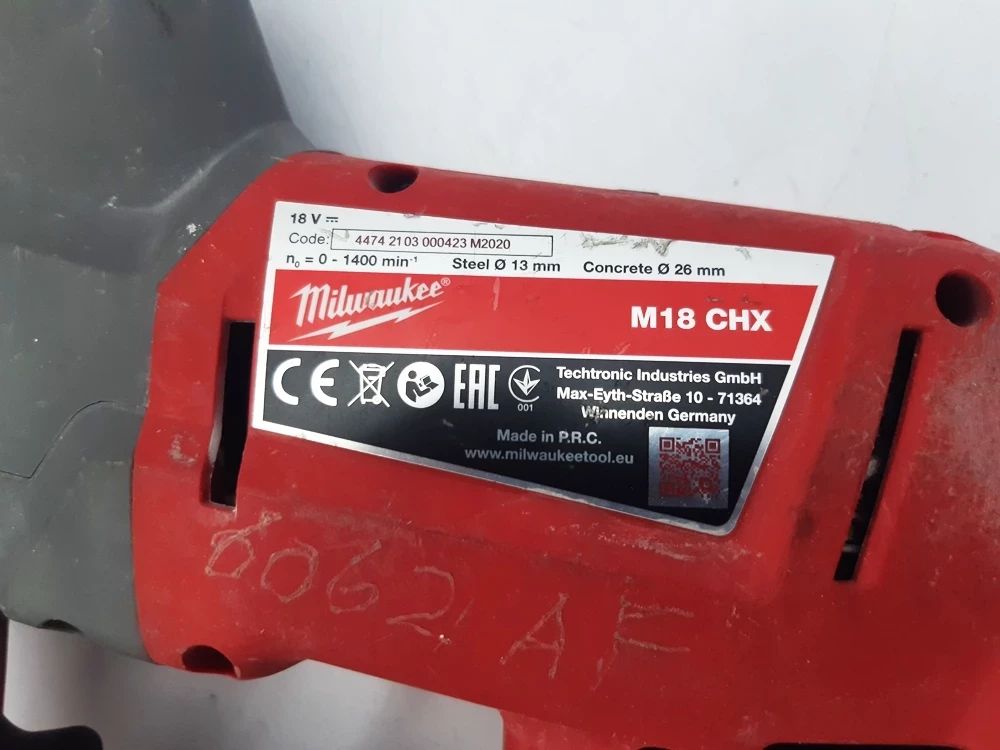 18 V ⎓
Code: 4474 21 03 000423 M2020
n₀ = 0 - 1400 min⁻¹ Steel Ø 13 mm Concrete Ø 26 mm
Milwaukee®
M18 CHX
CE
EAC
001
Techtronic Industries GmbH
Max-Eyth-Straße 10 - 71364
Winnenden Germany
Made in P.R.C.
www.milwaukeetool.eu
6062 AF